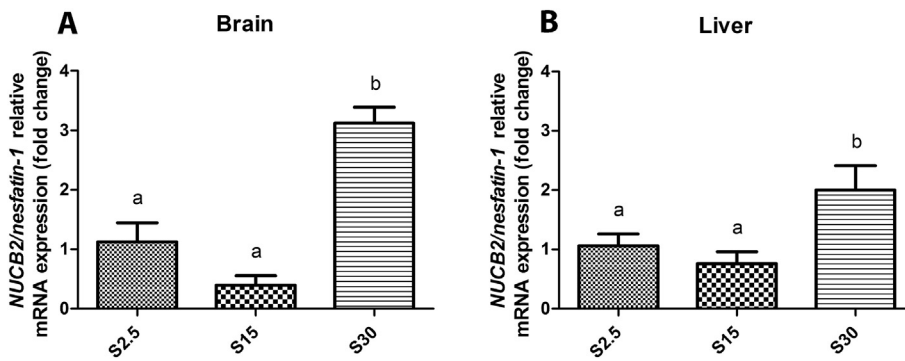 A
Brain
NUCB2/nesfatin-1 relative
mRNA expression (fold change)
4
3
2
1
0
a
a
b
S2.5
S15
S30
B
Liver
NUCB2/nesfatin-1 relative
mRNA expression (fold change)
4
3
2
1
0
a
a
b
S2.5
S15
S30